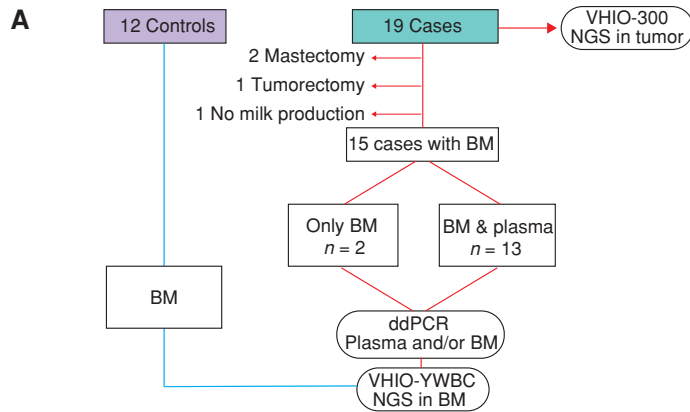 A
12 Controls
19 Cases
VHIO-300
NGS in tumor
2 Mastectomy
1 Tumorectomy
1 No milk production
15 cases with BM
Only BM
n = 2
BM & plasma
n = 13
BM
ddPCR
Plasma and/or BM
VHIO-YWBC
NGS in BM